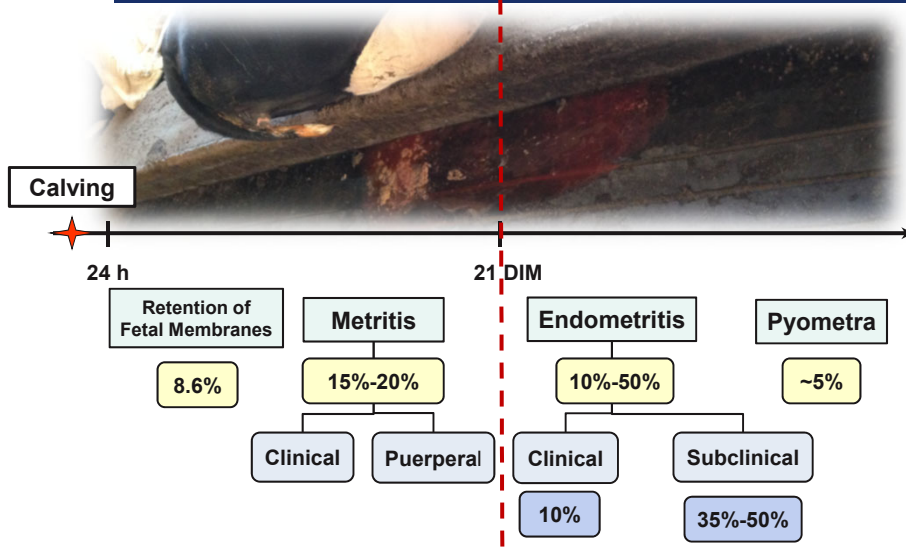 Calving
24 h
21 DIM
Retention of
Fetal Membranes
Metritis
Endometritis
Pyometra
8.6%
15%-20%
10%-50%
~5%
Clinical
Puerperal
Clinical
Subclinical
10%
35%-50%